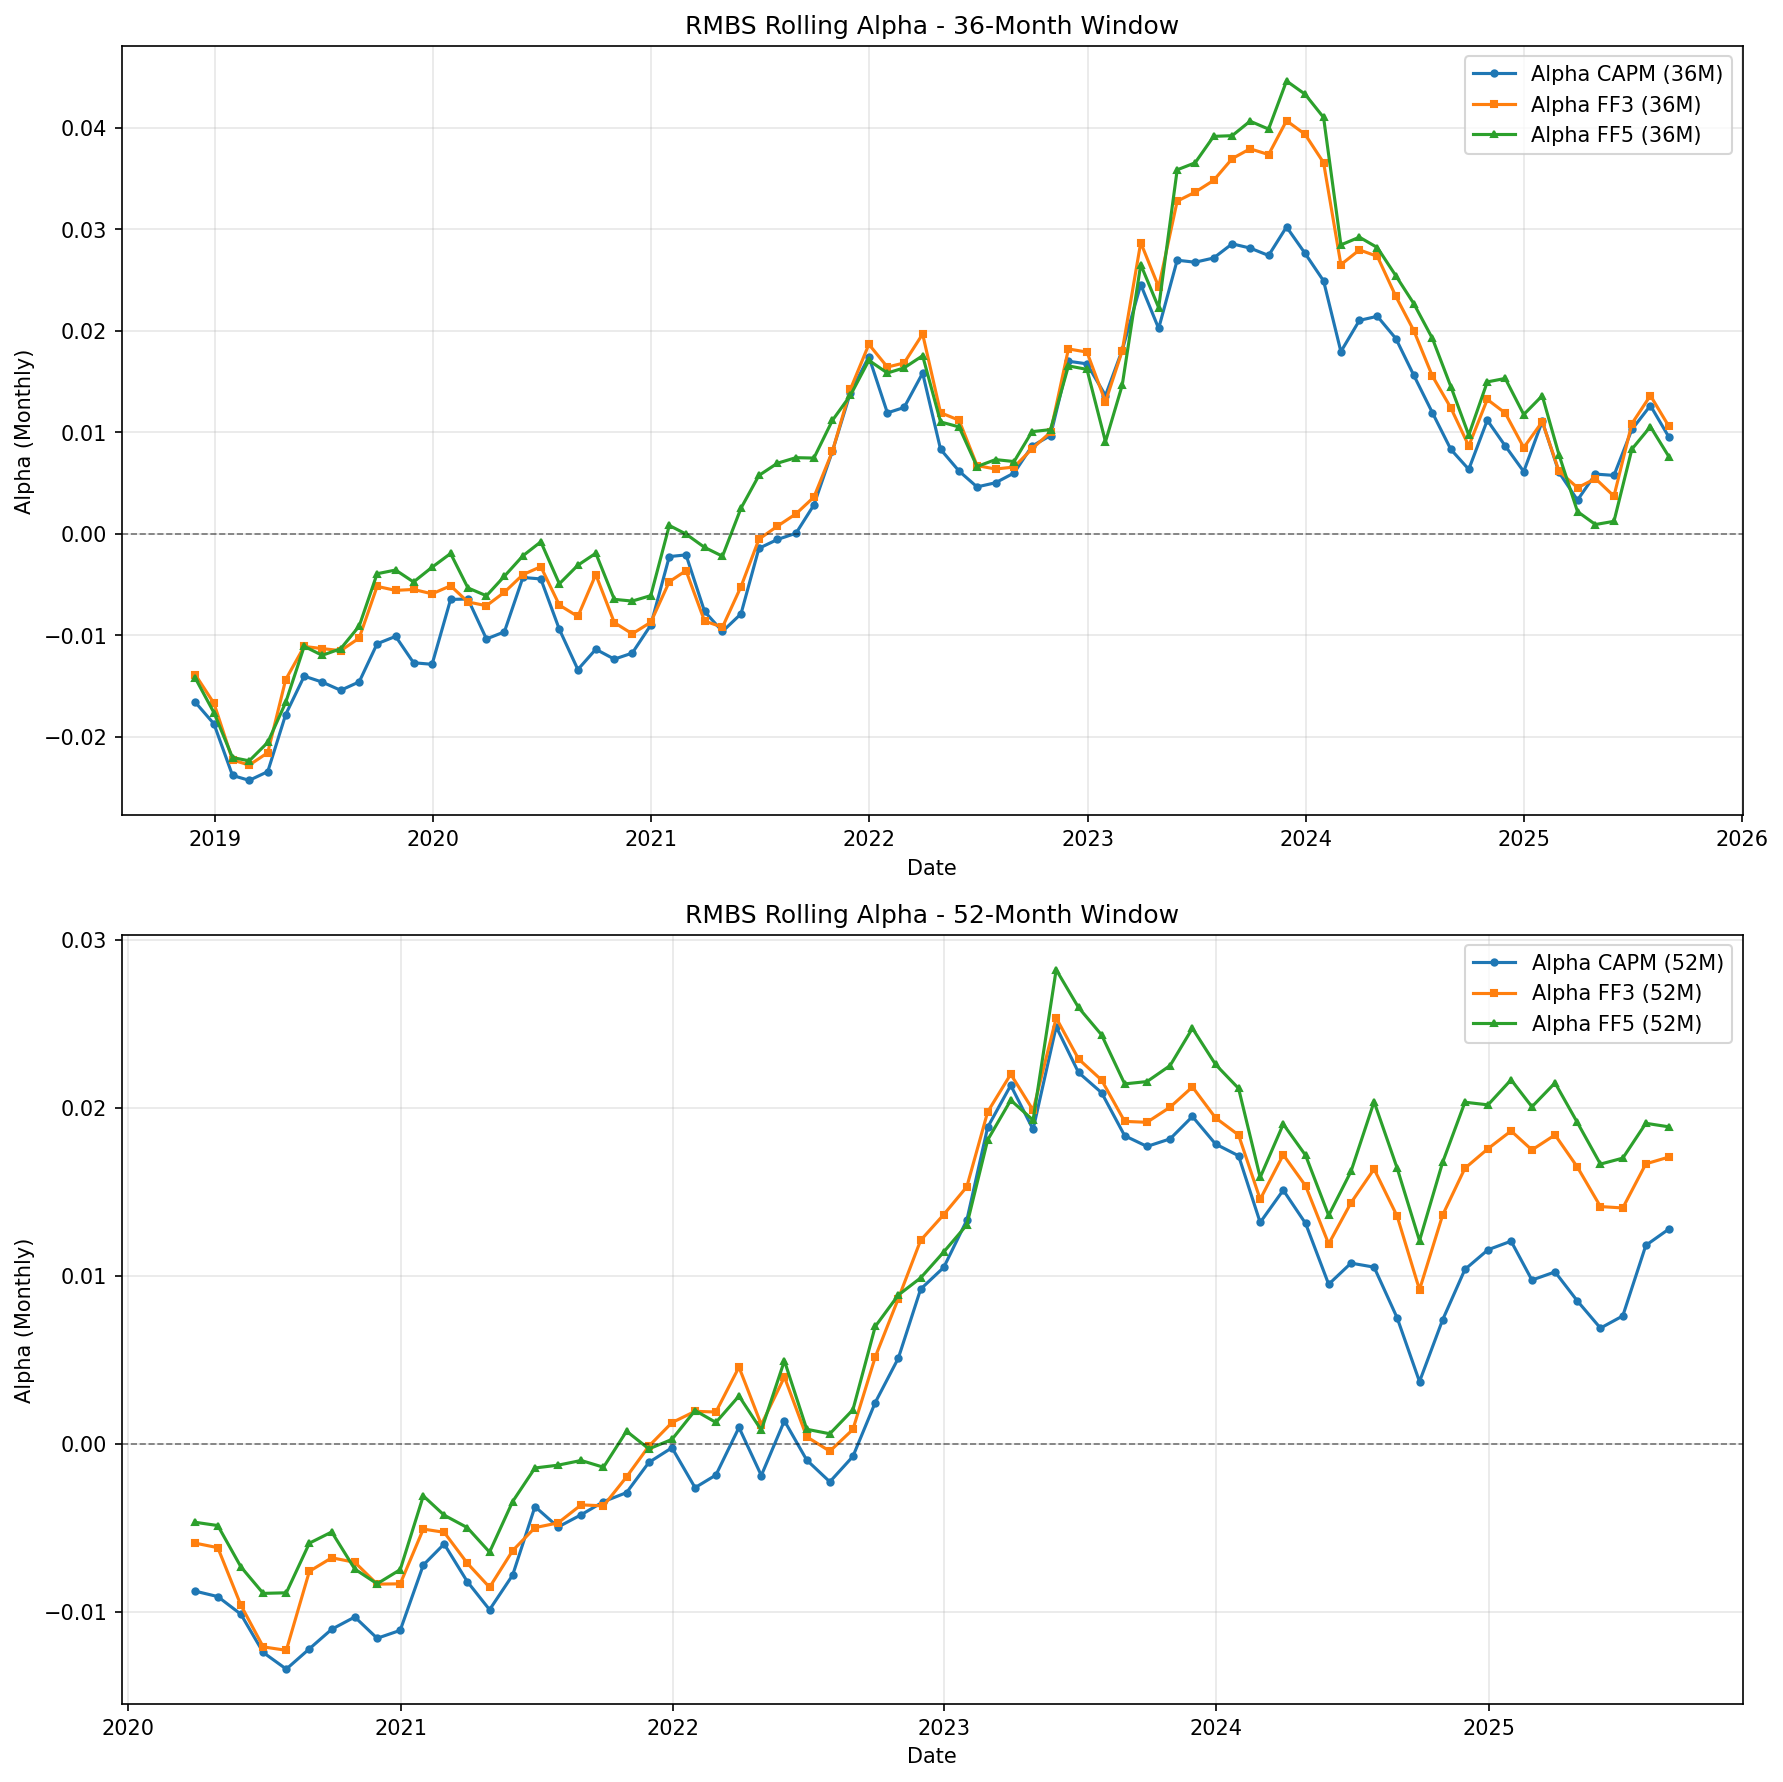 RMBS Rolling Alpha - 36-Month Window
Alpha CAPM (36M)
Alpha FF3 (36M)
Alpha FF5 (36M)
Alpha (Monthly)
0.04
0.03
0.02
0.01
0.00
−0.01
−0.02
2019
2020
2021
2022
2023
2024
2025
2026
Date
RMBS Rolling Alpha - 52-Month Window
Alpha CAPM (52M)
Alpha FF3 (52M)
Alpha FF5 (52M)
Alpha (Monthly)
0.03
0.02
0.01
0.00
−0.01
2020
2021
2022
2023
2024
2025
Date